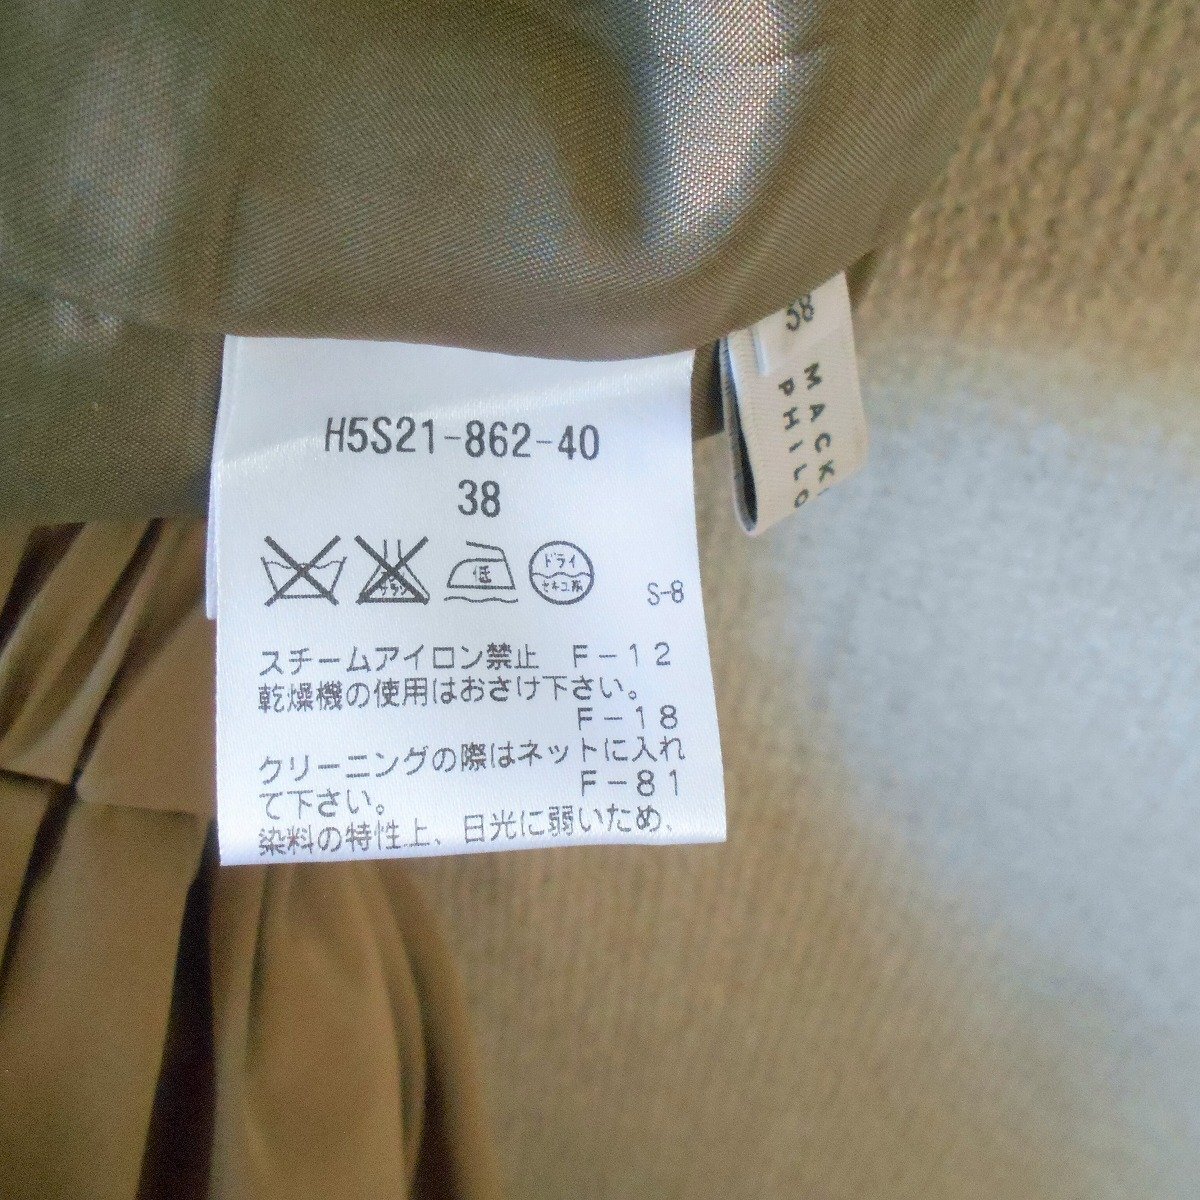 H5S21-862-40
38
低
ドライ
セキユ系
S-8
スチームアイロン禁止 F-12
乾燥機の使用はおさけ下さい。
F-18
クリーニングの際はネットに入れ
F-81
て下さい。
染料の特性上、日光に弱いため、
38
MACK
PHILO